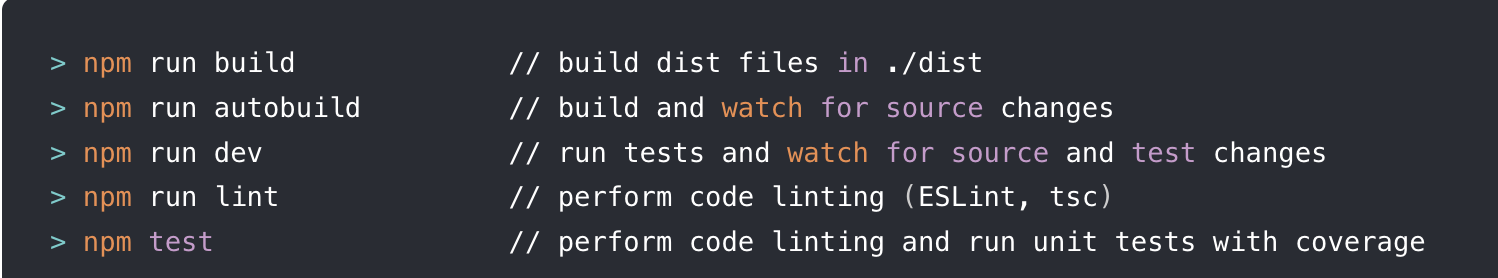 > npm run build // build dist files in ./dist
> npm run autobuild // build and watch for source changes
> npm run dev // run tests and watch for source and test changes
> npm run lint // perform code linting (ESLint, tsc)
> npm test // perform code linting and run unit tests with coverage